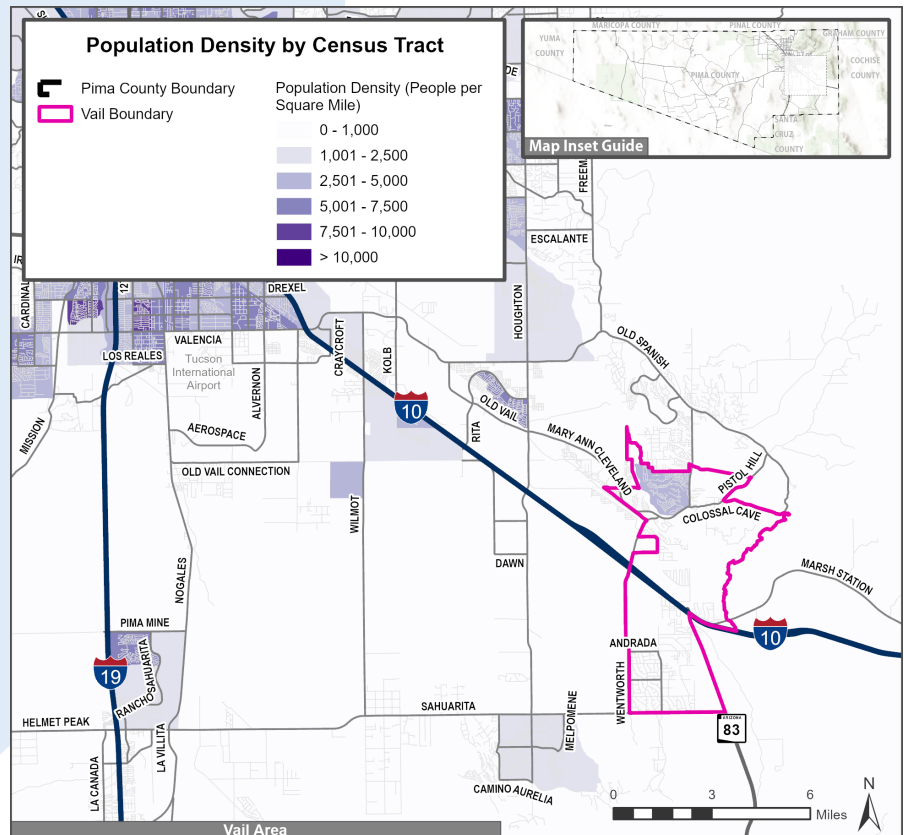 Population Density by Census Tract
Pima County Boundary
Vail Boundary
Population Density (People per
Square Mile)
0 - 1,000
1,001 - 2,500
2,501 - 5,000
5,001 - 7,500
7,501 - 10,000
> 10,000
MARICOPA COUNTY
PINAL COUNTY
GRAHAM COUNTY
YUMA
COUNTY
COCHISE
COUNTY
PIMA COUNTY
SANTA
CRUZ
COUNTY
Map Inset Guide
FREEM
ESCALANTE
HOUGHTON
CARDINAL
12T
DREXEL
VALENCIA
LOS REALES
Tucson
International
Airport
ALVERNON
CRAYCROFT
KOLB
OLD SPANISH
MISSION
AEROSPACE
10
RITA
OLD VAIL
MARY ANN CLEVELAND
PISTOL HILL
OLD VAIL CONNECTION
WILMOT
COLOSSAL CAVE
DAWN
MARSH STATION
NOGALES
PIMA MINE
10
ANDRADA
19
RANCHO SAHUARITA
WENTWORTH
SAHUARITA
HELMET PEAK
MELPOMENE
ARIZONA
83
LA CANADA
LA VILLITA
CAMINO AURELIA
N
0 3 6
Miles
Vail Area